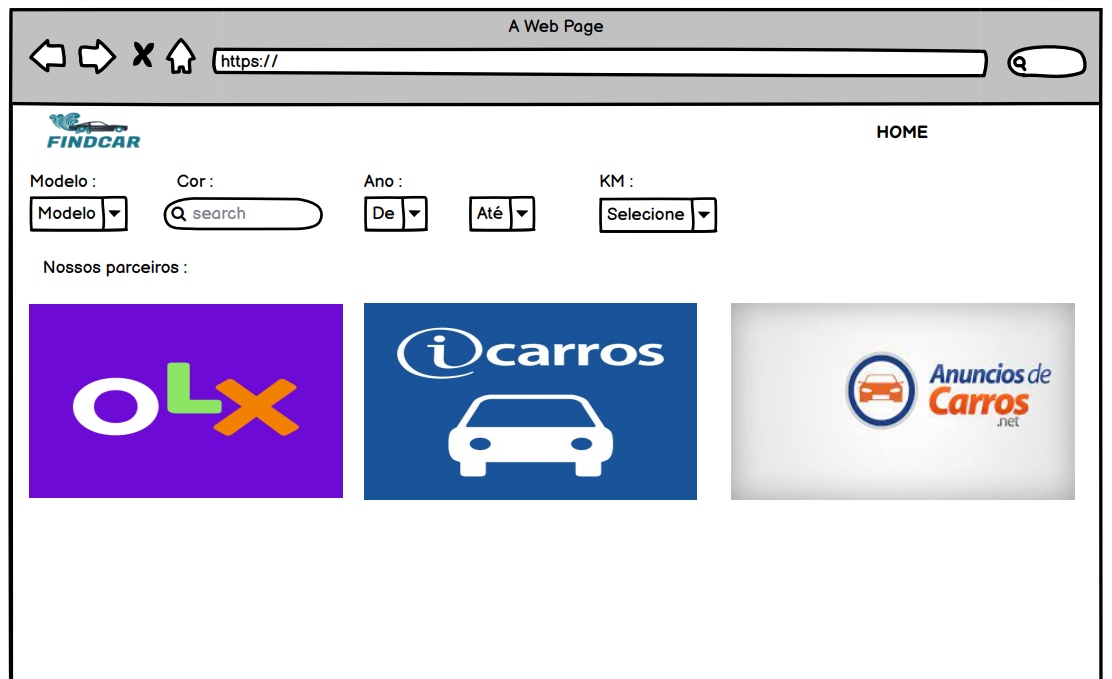 A Web Page
https://
FINDCAR
HOME
Modelo :
Cor :
Ano :
KM :
Modelo
search
De
Até
Selecione
Nossos parceiros :
OLX
icarros
Anuncios de
Carros
.net